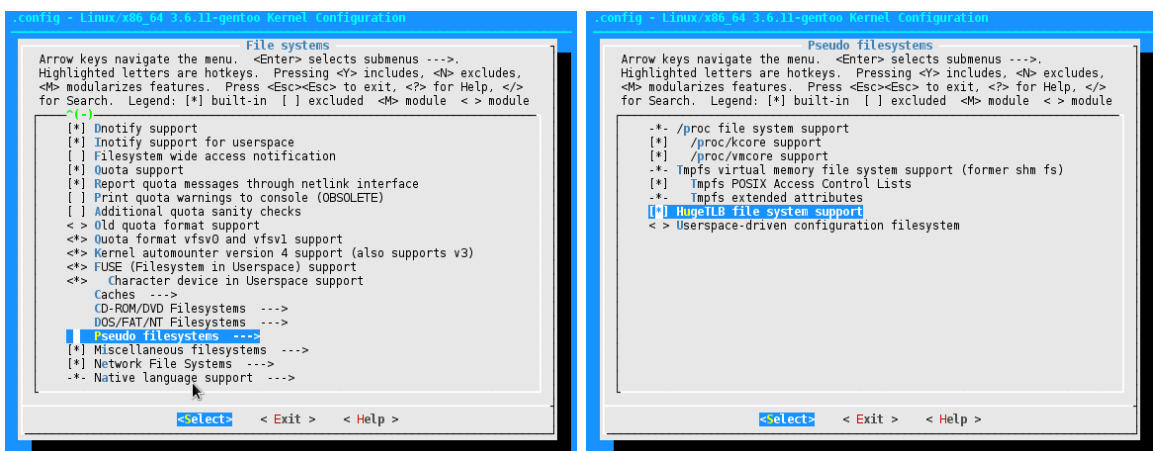 .config - Linux/x86_64 3.6.11-gentoo Kernel Configuration
File systems
Arrow keys navigate the menu.  <Enter> selects submenus --->.
Highlighted letters are hotkeys.  Pressing <Y> includes, <N> excludes,
<M> modularizes features.  Press <Esc><Esc> to exit, <?> for Help, </>
for Search.  Legend: [*] built-in  [ ] excluded  <M> module  < > module
^(-)
[*] Dnotify support
[*] Inotify support for userspace
[ ] Filesystem wide access notification
[*] Quota support
[*] Report quota messages through netlink interface
[ ] Print quota warnings to console (OBSOLETE)
[ ] Additional quota sanity checks
< > Old quota format support
<*> Quota format vfsv0 and vfsv1 support
<*> Kernel automounter version 4 support (also supports v3)
<*> FUSE (Filesystem in Userspace) support
<*>   Character device in Userspace support
Caches  --->
CD-ROM/DVD Filesystems  --->
DOS/FAT/NT Filesystems  --->
Pseudo filesystems  --->
[*] Miscellaneous filesystems  --->
[*] Network File Systems  --->
-*- Native language support  --->
<Select>    < Exit >    < Help >
.config - Linux/x86_64 3.6.11-gentoo Kernel Configuration
Pseudo filesystems
Arrow keys navigate the menu.  <Enter> selects submenus --->.
Highlighted letters are hotkeys.  Pressing <Y> includes, <N> excludes,
<M> modularizes features.  Press <Esc><Esc> to exit, <?> for Help, </>
for Search.  Legend: [*] built-in  [ ] excluded  <M> module  < > module
-*- /proc file system support
[*]   /proc/kcore support
[*]   /proc/vmcore support
-*- Tmpfs virtual memory file system support (former shm fs)
[*]   Tmpfs POSIX Access Control Lists
-*-   Tmpfs extended attributes
[*] HugeTLB file system support
< > Userspace-driven configuration filesystem
<Select>    < Exit >    < Help >